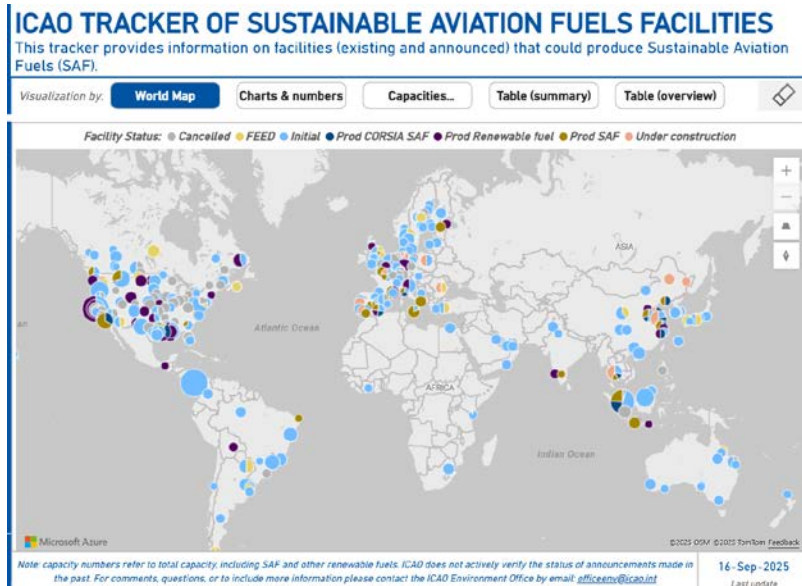 ICAO TRACKER OF SUSTAINABLE AVIATION FUELS FACILITIES
This tracker provides information on facilities (existing and announced) that could produce Sustainable Aviation
Fuels (SAF).
Visualization by: World Map Charts & numbers Capacities... Table (summary) Table (overview)
Facility Status: Cancelled FEED Initial Prod CORSIA SAF Prod Renewable fuel Prod SAF Under construction
ASIA
an
Atlantic Ocean
AFRICA
Indian Ocean
Microsoft Azure
©2025 OSM ©2025 TomTom Feedback
Note: capacity numbers refer to total capacity, including SAF and other renewable fuels. ICAO does not actively verify the status of announcements made in
the past. For comments, questions, or to include more information please contact the ICAO Environment Office by email: officeenv@icao.int
16-Sep-2025
Last update